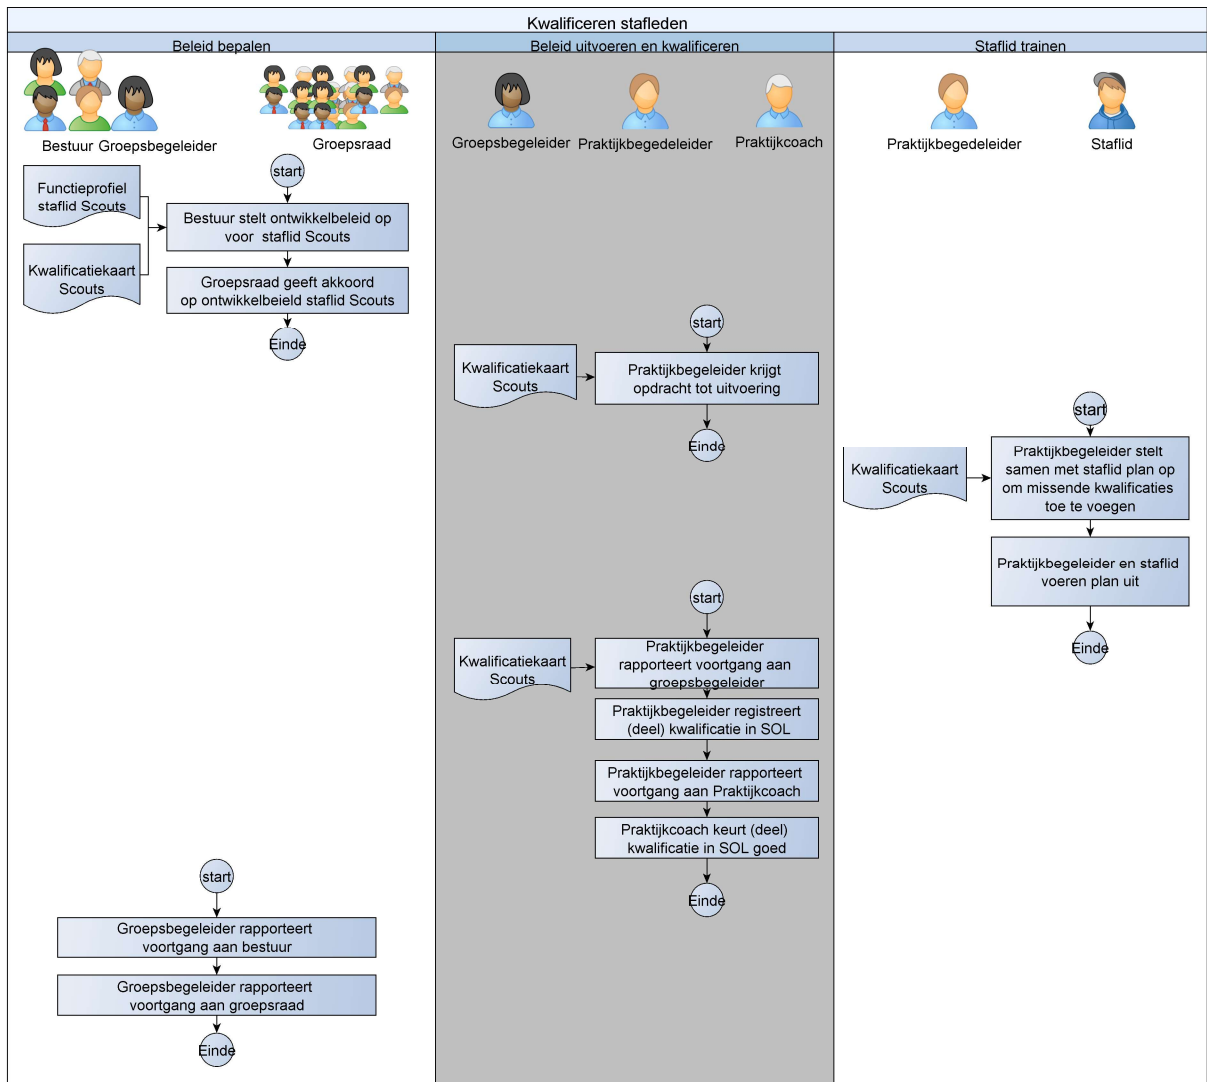 Kwalificeren stafleden
Beleid bepalen
Bestuur Groepsbegeleider
Groepsraad
start
Functieprofiel
staflid Scouts
Kwalificatiekaart
Scouts
Bestuur stelt ontwikkelbeleid op
voor staflid Scouts
Groepsraad geeft akkoord
op ontwikkelbeield staflid Scouts
Einde
start
Groepsbegeleider rapporteert
voortgang aan bestuur
Groepsbegeleider rapporteert
voortgang aan groepsraad
Einde
Beleid uitvoeren en kwalificeren
Groepsbegeleider
Praktijkbegedeleider
Praktijkcoach
start
Kwalificatiekaart
Scouts
Praktijkbegeleider krijgt
opdracht tot uitvoering
Einde
start
Kwalificatiekaart
Scouts
Praktijkbegeleider
rapporteert voortgang aan
groepsbegeleider
Praktijkbegeleider registreert
(deel) kwalificatie in SOL
Praktijkbegeleider rapporteert
voortgang aan Praktijkcoach
Praktijkcoach keurt (deel)
kwalificatie in SOL goed
Einde
Staflid trainen
Praktijkbegedeleider
Staflid
start
Kwalificatiekaart
Scouts
Praktijkbegeleider stelt
samen met staflid plan op
om missende kwalificaties
toe te voegen
Praktijkbegeleider en staflid
voeren plan uit
Einde